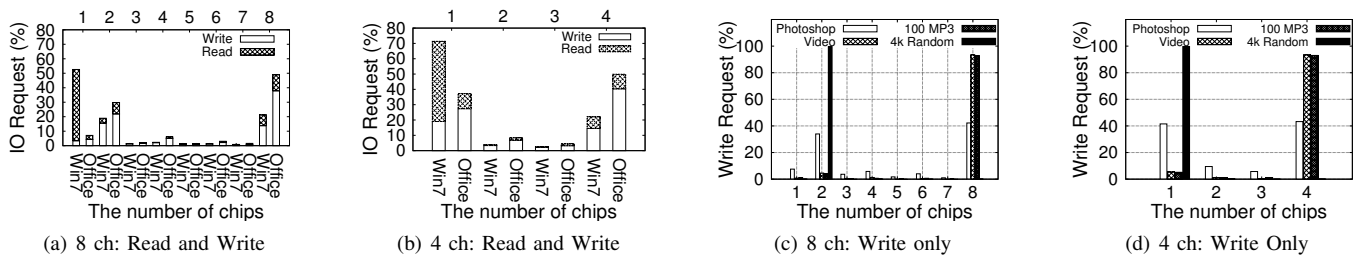 1 2 3 4 5 6 7 8
80
70
60
50
40
30
20
10
0
IO Request (%)
Write
Read
Win7 Office Win7 Office Win7 Office Win7 Office Win7 Office Win7 Office Win7 Office Win7 Office
The number of chips
(a) 8 ch: Read and Write
1 2 3 4
80
70
60
50
40
30
20
10
0
IO Request (%)
Write
Read
Win7 Office Win7 Office Win7 Office Win7 Office
The number of chips
(b) 4 ch: Read and Write
Photoshop 100 MP3
Video 4k Random
100
80
60
40
20
0
Write Request (%)
1 2 3 4 5 6 7 8
The number of chips
(c) 8 ch: Write only
Photoshop 100 MP3
Video 4k Random
100
80
60
40
20
0
Write Request (%)
1 2 3 4
The number of chips
(d) 4 ch: Write Only